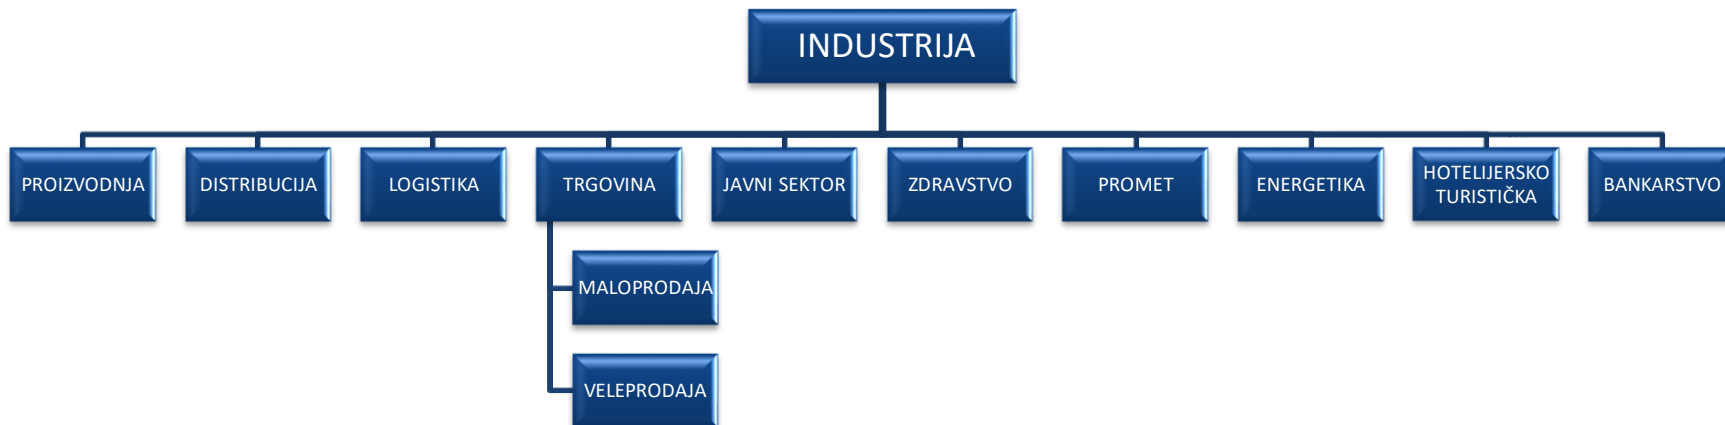 INDUSTRIJA
PROIZVODNJA
DISTRIBUCIJA
LOGISTIKA
TRGOVINA
JAVNI SEKTOR
ZDRAVSTVO
PROMET
ENERGETIKA
HOTELIJERSKO
TURISTIČKA
BANKARSTVO
MALOPRODAJA
VELEPRODAJA